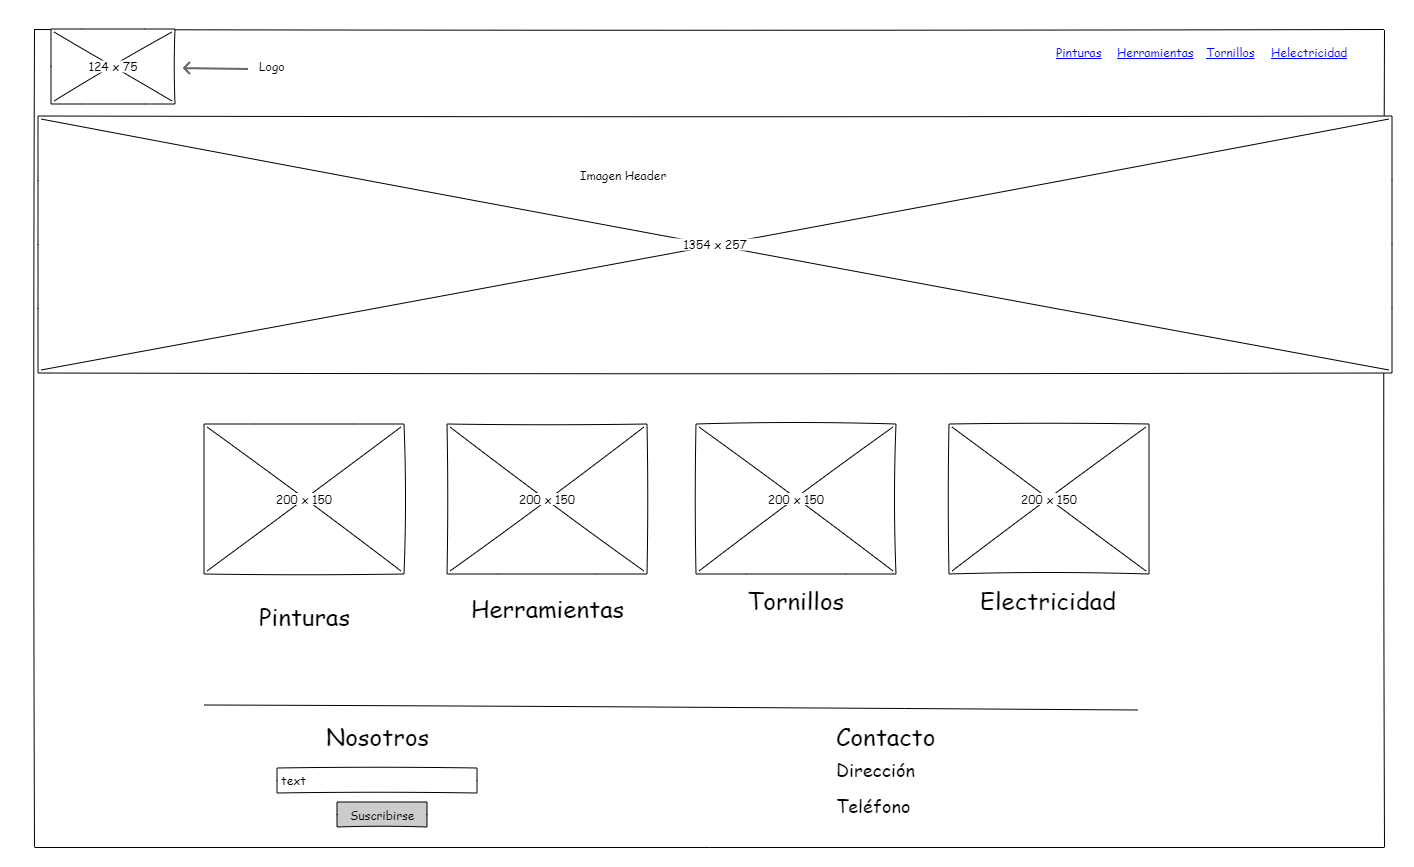 124 x 75
Logo
Pinturas Herramientas Tornillos Helectricidad
Imagen Header
1354 x 257
200 x 150 200 x 150 200 x 150 200 x 150
Pinturas Herramientas Tornillos Electricidad
Nosotros
text
Suscribirse
Contacto
Dirección
Teléfono